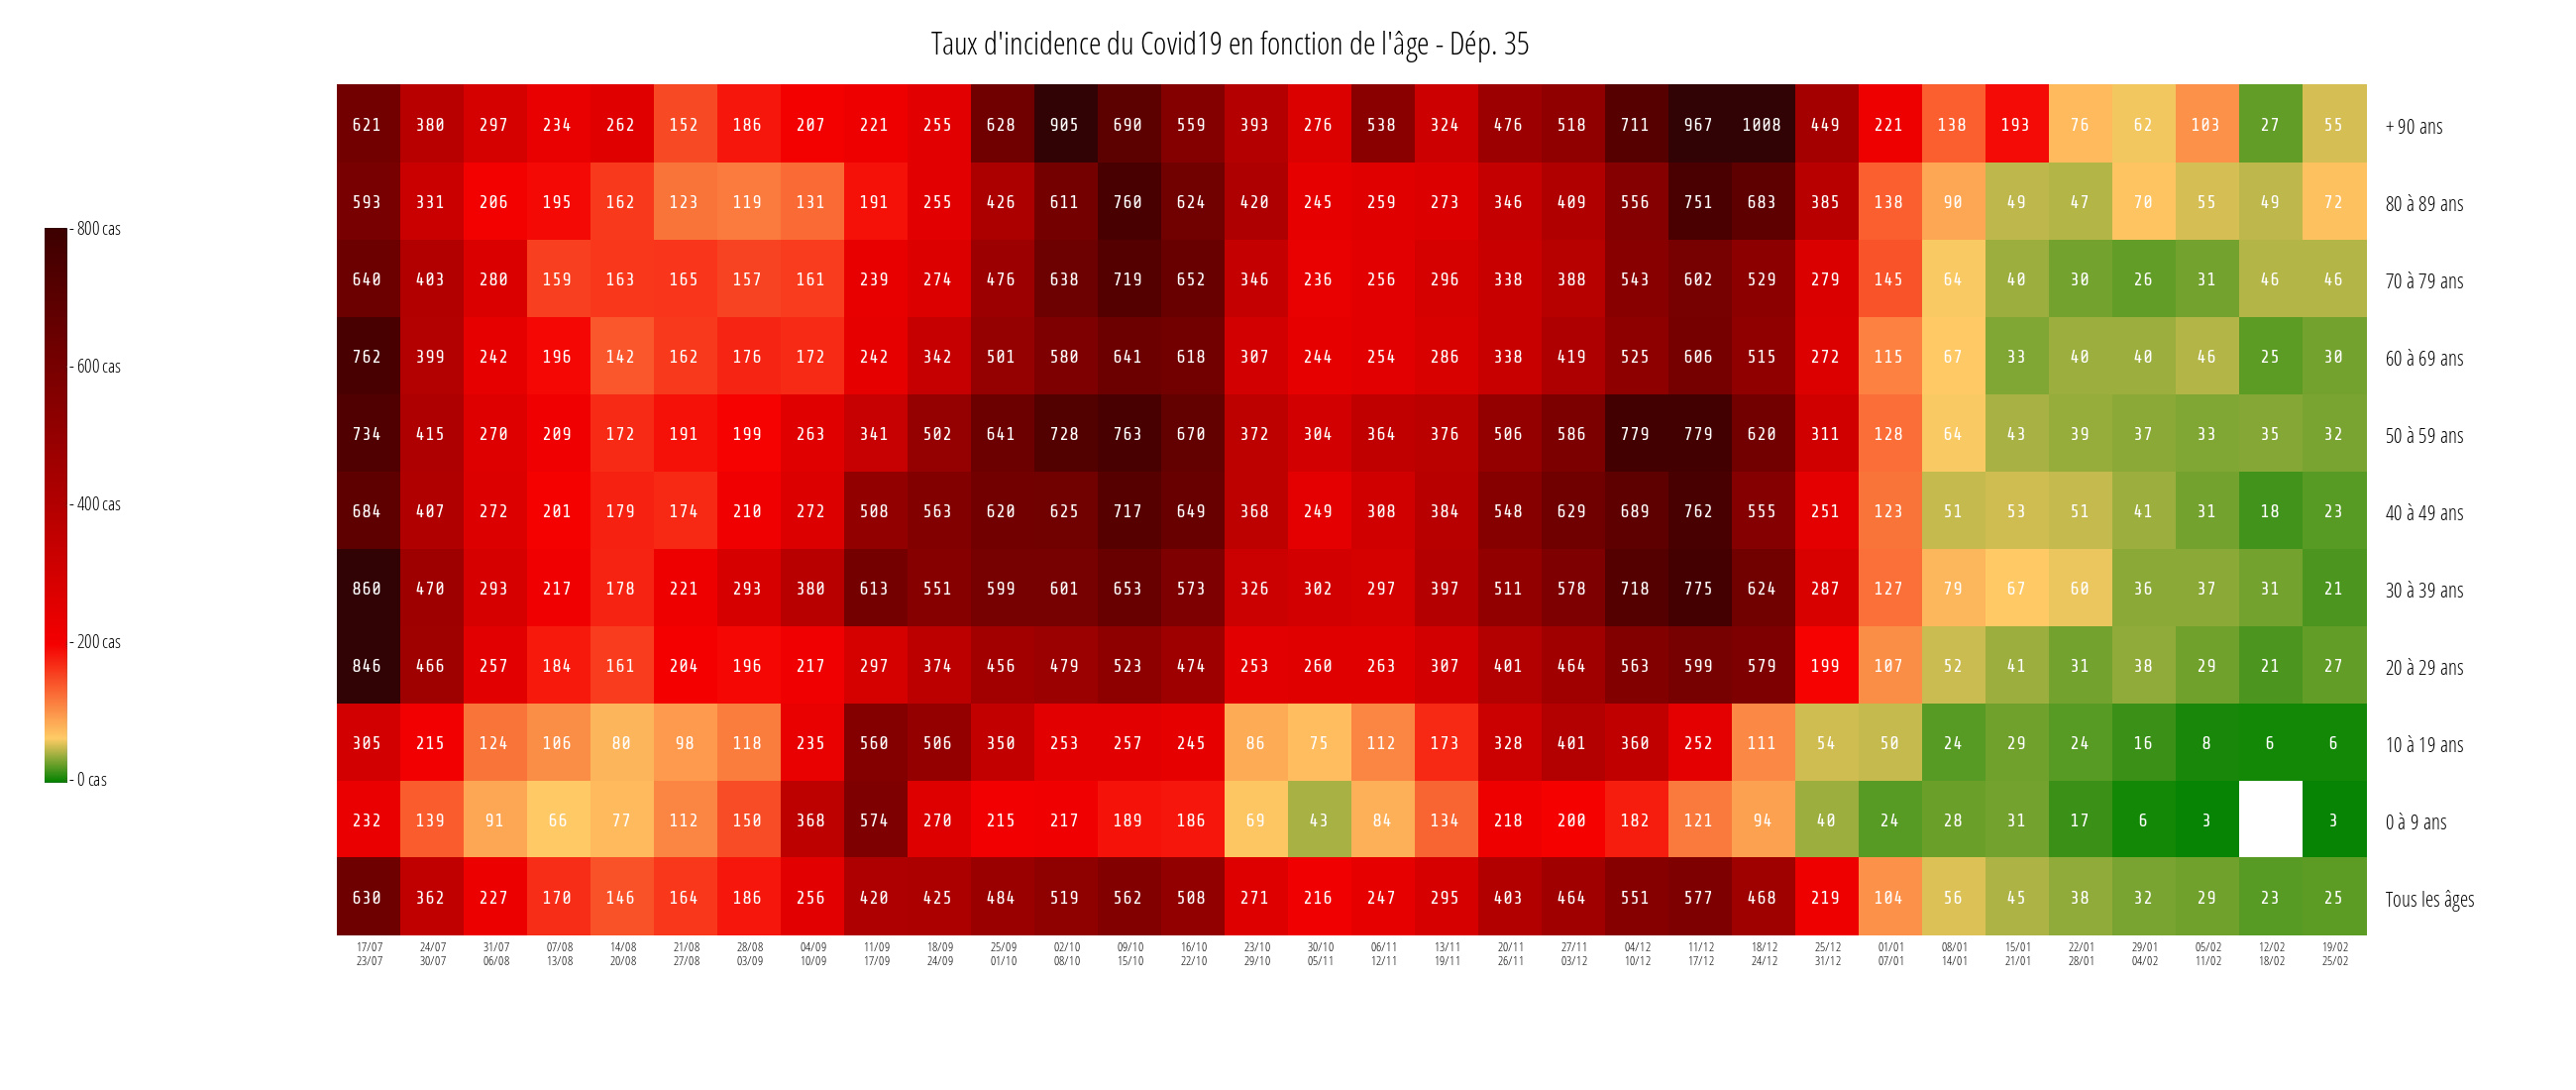 Taux d'incidence du Covid19 en fonction de l'âge - Dép. 35
- 800 cas
- 600 cas
- 400 cas
- 200 cas
- 0 cas
621 380 297 234 262 152 186 207 221 255 628 905 690 559 393 276 538 324 476 518 711 967 1008 449 221 138 193 76 62 103 27 55 + 90 ans
593 331 206 195 162 123 119 131 191 255 426 611 760 624 420 245 259 273 346 409 556 751 683 385 138 90 49 47 70 55 49 72 80 à 89 ans
640 403 280 159 163 165 157 161 239 274 476 638 719 652 346 236 256 296 338 388 543 602 529 279 145 64 40 30 26 31 46 46 70 à 79 ans
762 399 242 196 142 162 176 172 242 342 501 580 641 618 307 244 254 286 338 419 525 606 515 272 115 67 33 40 40 46 25 30 60 à 69 ans
734 415 270 209 172 191 199 263 341 502 641 728 763 670 372 304 364 376 506 586 779 779 620 311 128 64 43 39 37 33 35 32 50 à 59 ans
684 407 272 201 179 174 210 272 508 563 620 625 717 649 368 249 308 384 548 629 689 762 555 251 123 51 53 51 41 31 18 23 40 à 49 ans
860 470 293 217 178 221 293 380 613 551 599 601 653 573 326 302 297 397 511 578 718 775 624 287 127 79 67 60 36 37 31 21 30 à 39 ans
846 466 257 184 161 204 196 217 297 374 456 479 523 474 253 260 263 307 401 464 563 599 579 199 107 52 41 31 38 29 21 27 20 à 29 ans
305 215 124 106 80 98 118 235 560 506 350 253 257 245 86 75 112 173 328 401 360 252 111 54 50 24 29 24 16 8 6 6 10 à 19 ans
232 139 91 66 77 112 150 368 574 270 215 217 189 186 69 43 84 134 218 200 182 121 94 40 24 28 31 17 6 3 3 0 à 9 ans
630 362 227 170 146 164 186 256 420 425 484 519 562 508 271 216 247 295 403 464 551 577 468 219 104 56 45 38 32 29 23 25 Tous les âges
17/07 24/07 31/07 07/08 14/08 21/08 28/08 04/09 11/09 18/09 25/09 02/10 09/10 16/10 23/10 30/10 06/11 13/11 20/11 27/11 04/12 11/12 18/12 25/12 01/01 08/01 15/01 22/01 29/01 05/02 12/02 19/02
23/07 30/07 06/08 13/08 20/08 27/08 03/09 10/09 17/09 24/09 01/10 08/10 15/10 22/10 29/10 05/11 12/11 19/11 26/11 03/12 10/12 17/12 24/12 31/12 07/01 14/01 21/01 28/01 04/02 11/02 18/02 25/02